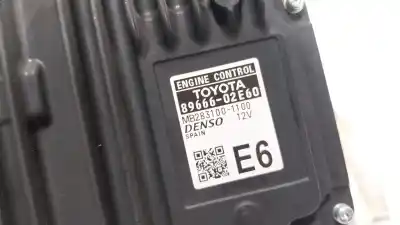 ENGINE CONTROL
TOYOTA
89666-02E60
MB283100-1100
DENSO 12V
SPAIN
E6